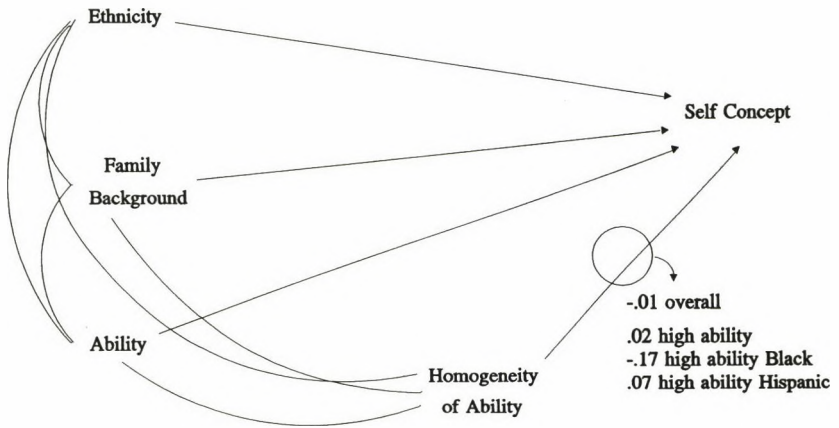 Ethnicity
Self Concept
Family
Background
-.01 overall
.02 high ability
-.17 high ability Black
.07 high ability Hispanic
Ability
Homogeneity
of Ability